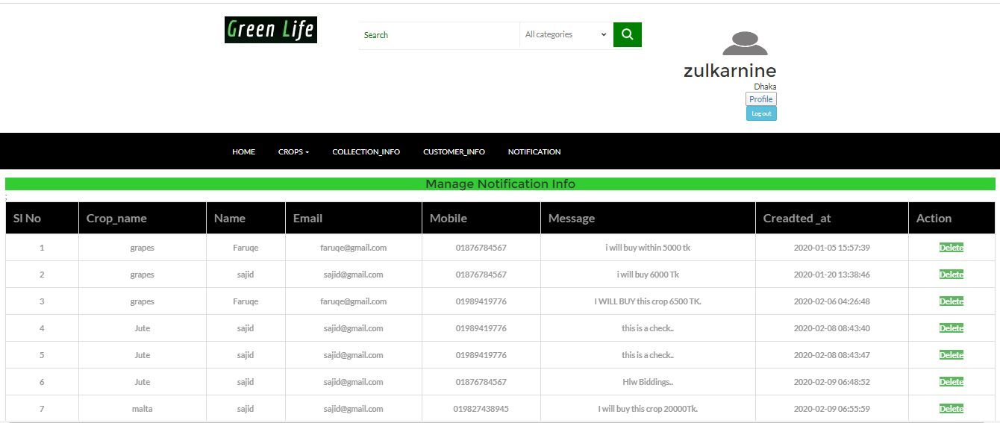 Green Life
Search All categories
zulkarnine
Dhaka
Profile
Log out
HOME CROPS COLLECTION_INFO CUSTOMER_INFO NOTIFICATION
Manage Notification Info
;
Sl No Crop_name Name Email Mobile Message Creadted _at Action
1 grapes Faruqe faruqe@gmail.com 01876784567 i will buy within 5000 tk 2020-01-05 15:57:39 Delete
2 grapes sajid sajid@gmail.com 01876784567 i will buy 6000 Tk 2020-01-20 13:38:46 Delete
3 grapes Faruqe faruqe@gmail.com 01989419776 I WILL BUY this crop 6500 TK. 2020-02-06 04:26:48 Delete
4 Jute sajid sajid@gmail.com 01989419776 this is a check.. 2020-02-08 08:43:40 Delete
5 Jute sajid sajid@gmail.com 01989419776 this is a check.. 2020-02-08 08:43:47 Delete
6 Jute sajid sajid@gmail.com 01876784567 Hlw Biddings.. 2020-02-09 06:48:52 Delete
7 malta sajid sajid@gmail.com 019827438945 I will buy this crop 20000Tk. 2020-02-09 06:55:59 Delete